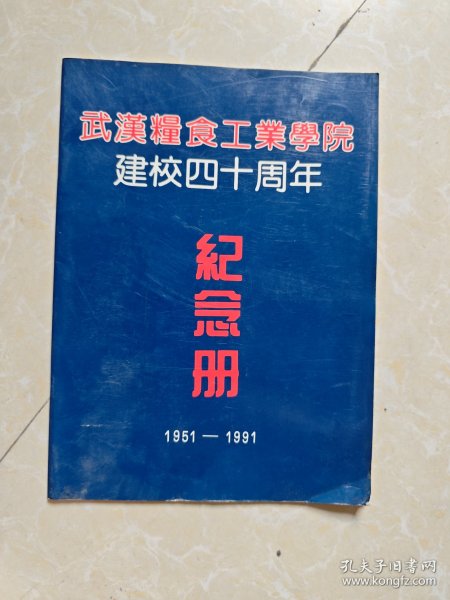 武漢糧食工業學院
建校四十周年
紀
念
册
1951—1991
孔夫子旧书网
www.kongfz.com